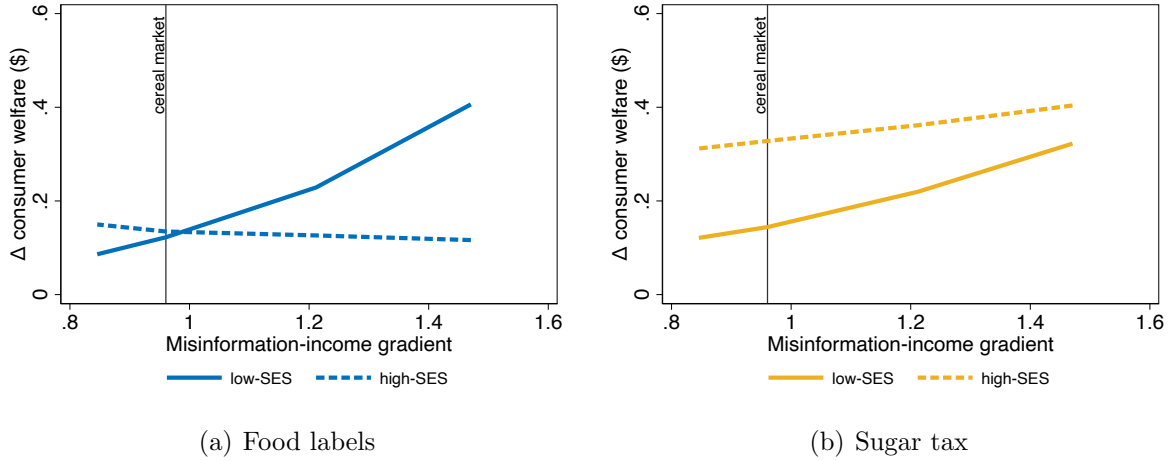 Δ consumer welfare ($)
0 .2 .4 .6
cereal market
.8 1 1.2 1.4 1.6
Misinformation-income gradient
low-SES high-SES
(a) Food labels
Δ consumer welfare ($)
0 .2 .4 .6
cereal market
.8 1 1.2 1.4 1.6
Misinformation-income gradient
low-SES high-SES
(b) Sugar tax